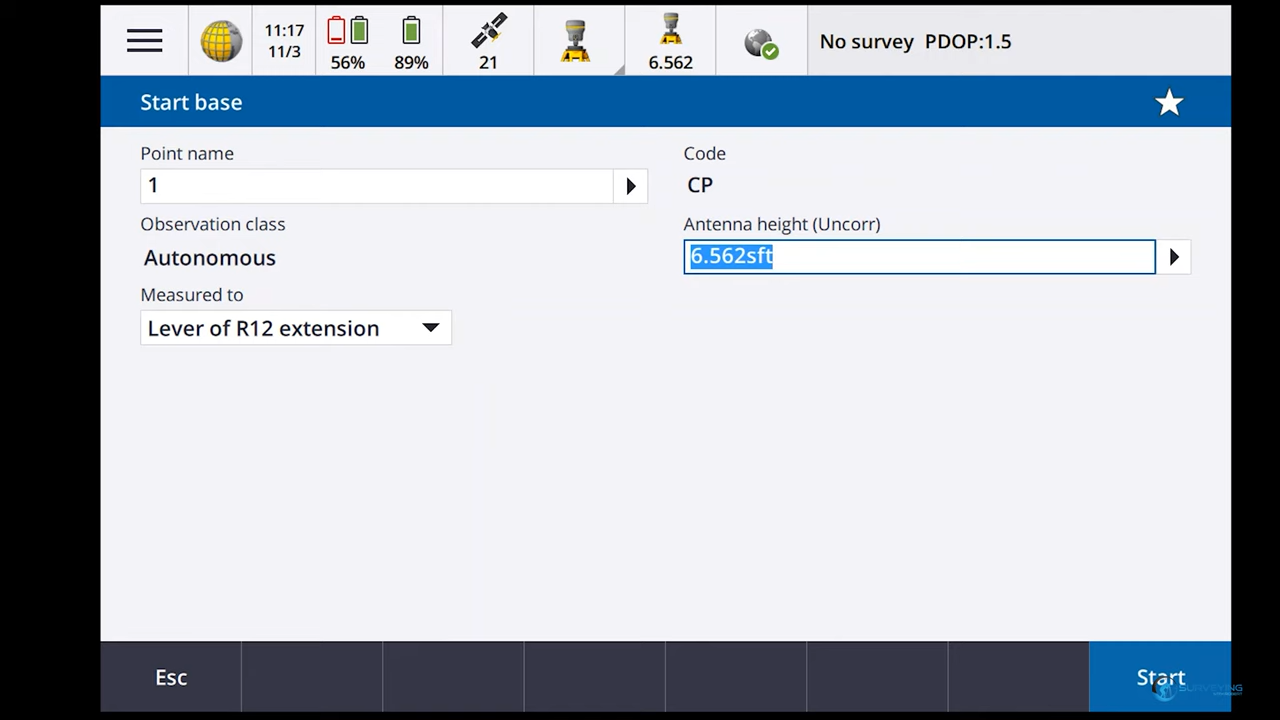 11:17
11/3
56%
89%
21
6.562
No survey PDOP:1.5
Start base
Point name
1
Code
CP
Observation class
Autonomous
Antenna height (Uncorr)
6.562sft
Measured to
Lever of R12 extension
Esc
Start
SURVEYING